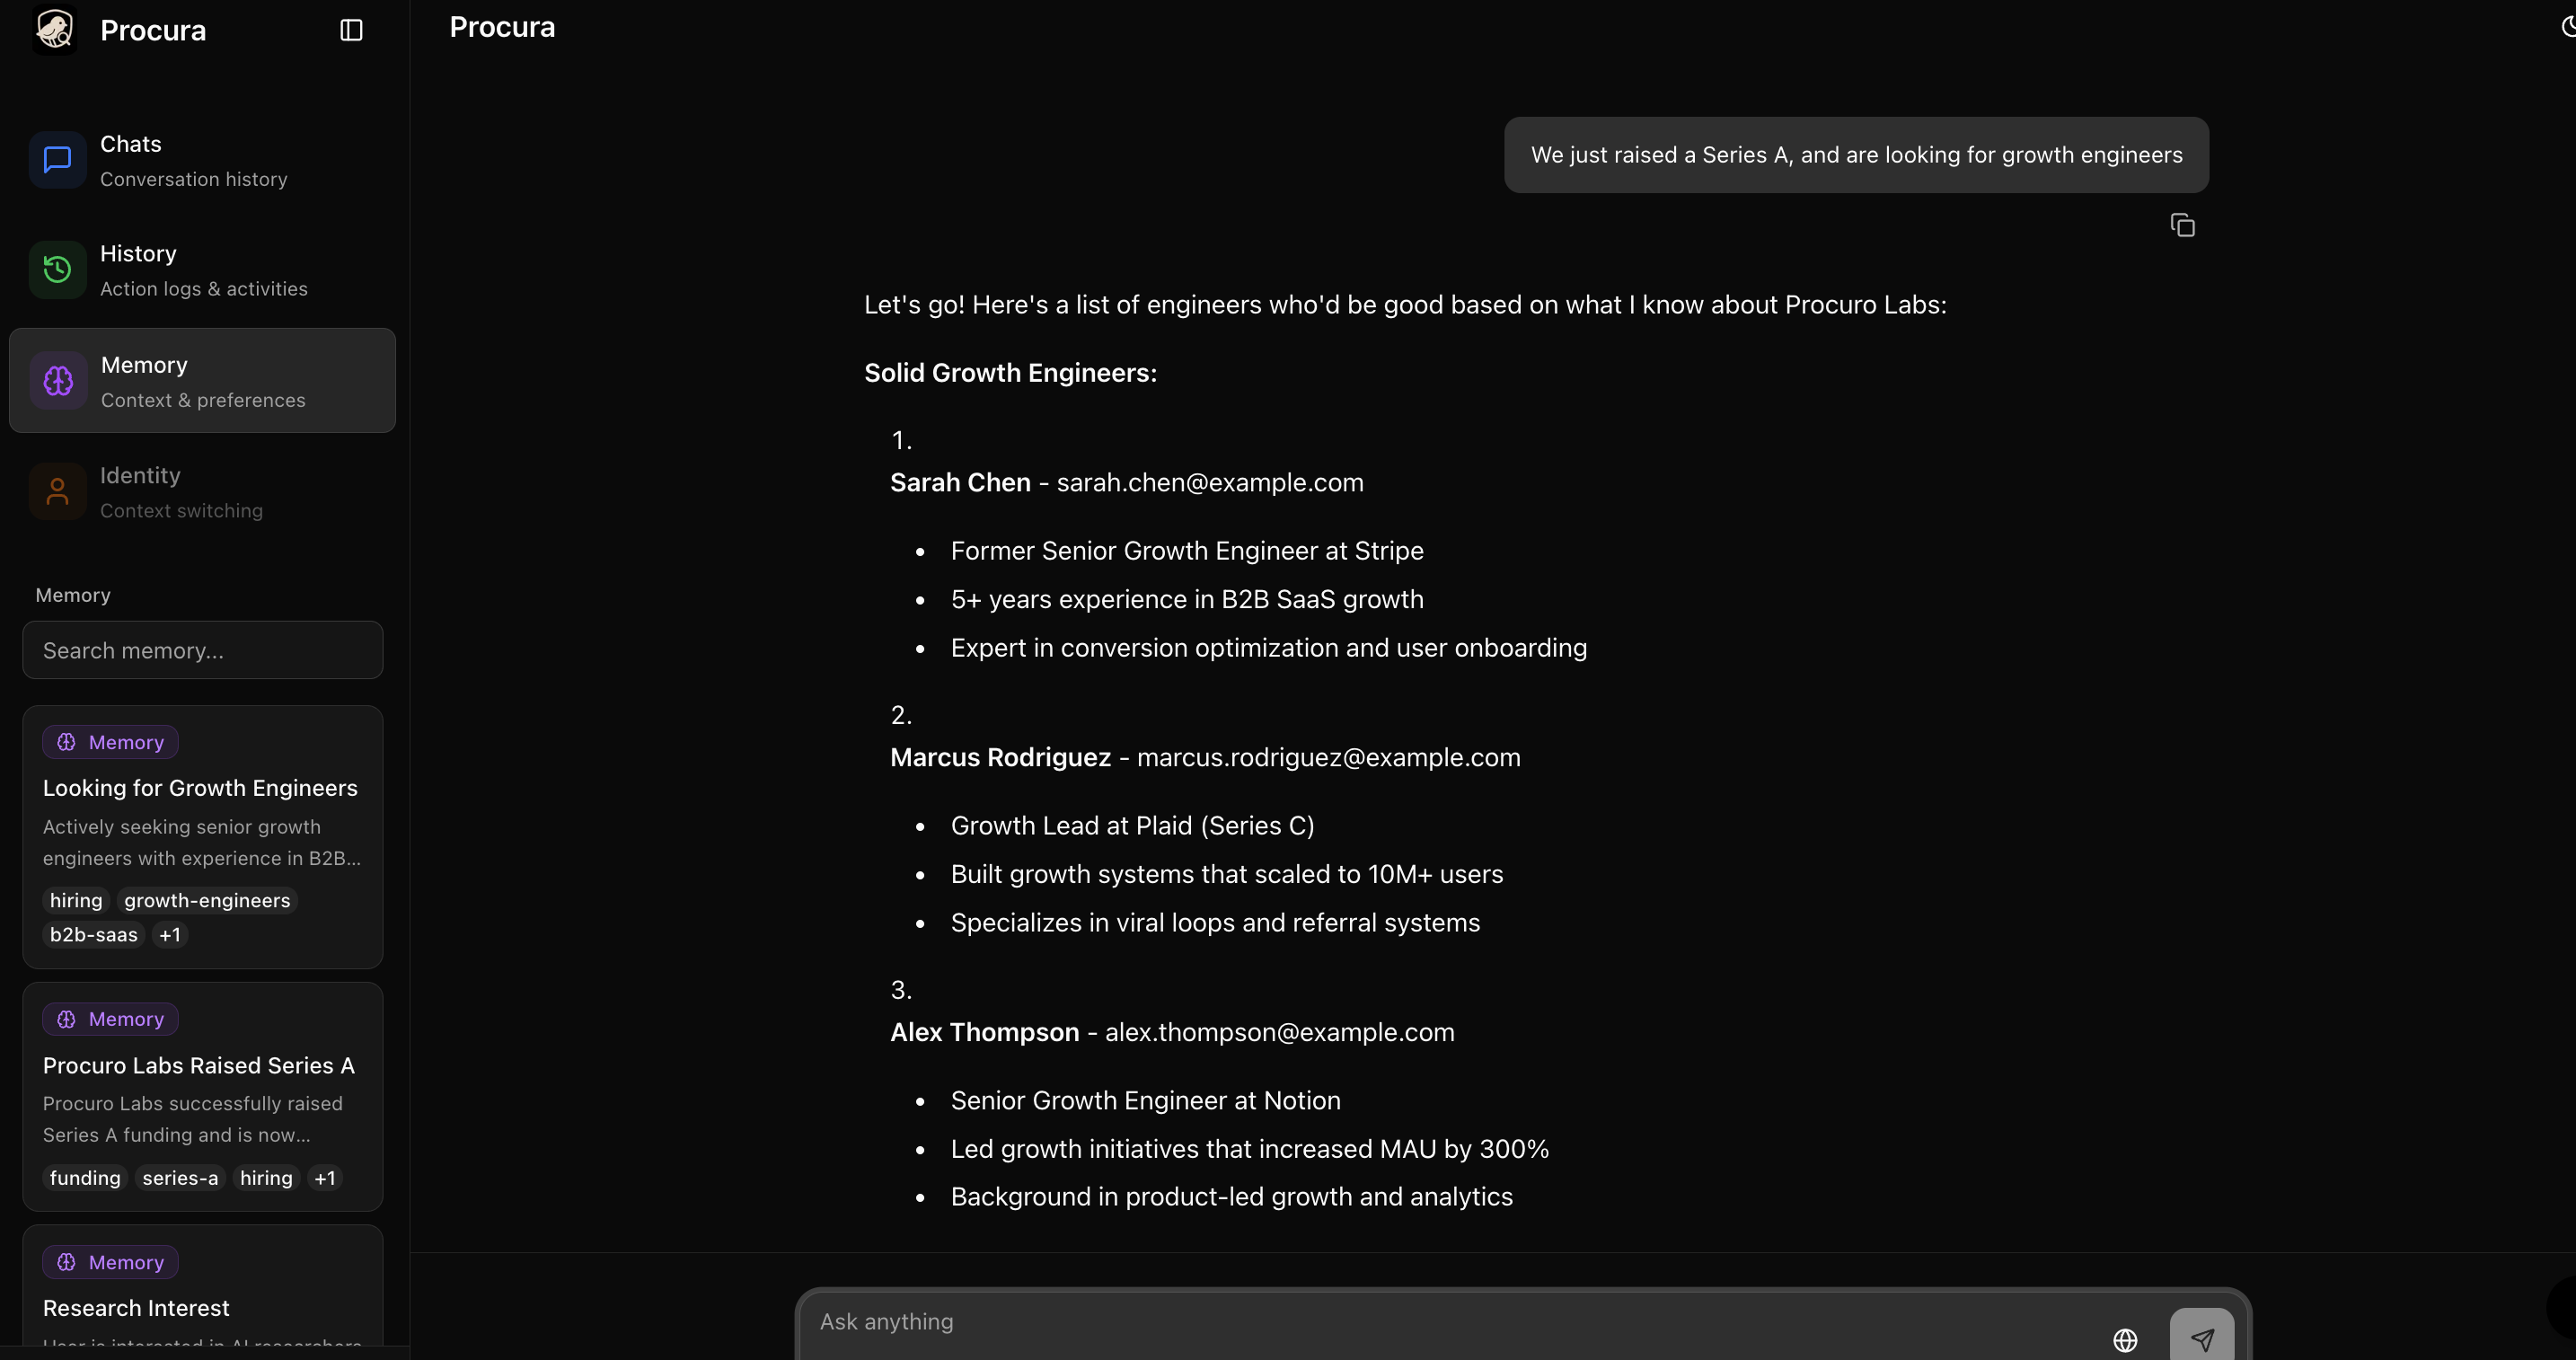 Procura
Chats
Conversation history
History
Action logs & activities
Memory
Context & preferences
Identity
Context switching
Memory
Search memory...
Memory
Looking for Growth Engineers
Actively seeking senior growth
engineers with experience in B2B...
hiring growth-engineers
b2b-saas +1
Memory
Procuro Labs Raised Series A
Procuro Labs successfully raised
Series A funding and is now...
funding series-a hiring +1
Memory
Research Interest
User is interested in AI researchers
Procura
We just raised a Series A, and are looking for growth engineers
Let's go! Here's a list of engineers who'd be good based on what I know about Procuro Labs:
Solid Growth Engineers:
1.
Sarah Chen - sarah.chen@example.com
• Former Senior Growth Engineer at Stripe
• 5+ years experience in B2B SaaS growth
• Expert in conversion optimization and user onboarding
2.
Marcus Rodriguez - marcus.rodriguez@example.com
• Growth Lead at Plaid (Series C)
• Built growth systems that scaled to 10M+ users
• Specializes in viral loops and referral systems
3.
Alex Thompson - alex.thompson@example.com
• Senior Growth Engineer at Notion
• Led growth initiatives that increased MAU by 300%
• Background in product-led growth and analytics
Ask anything